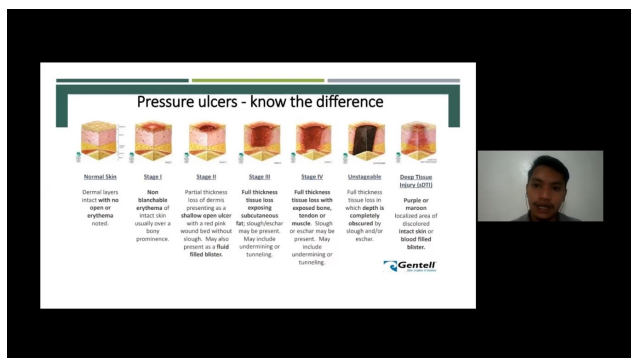 Pressure ulcers - know the difference
Normal Skin
Dermal layers
intact with no
open or
erythema
noted.
Stage I
Non
blanchable
erythema of
intact skin
usually over a
bony
prominence.
Stage II
Partial thickness
loss of dermis
presenting as a
shallow open ulcer
with a red pink
wound bed without
slough. May also
present as a fluid
filled blister.
Stage III
Full thickness
tissue loss
exposing
subcutaneous
fat; slough/eschar
may be present.
May include
undermining or
tunneling.
Stage IV
Full thickness
tissue loss with
exposed bone,
tendon or
muscle. Slough
or eschar may be
present. May
include
undermining or
tunneling.
Unstageable
Full thickness
tissue loss in
which depth is
completely
obscured by
slough and/or
escher.
Deep Tissue
Injury (sDTI)
Purple or
maroon
localized area of
discolored
intact skin or
blood filled
blister.
Gentell